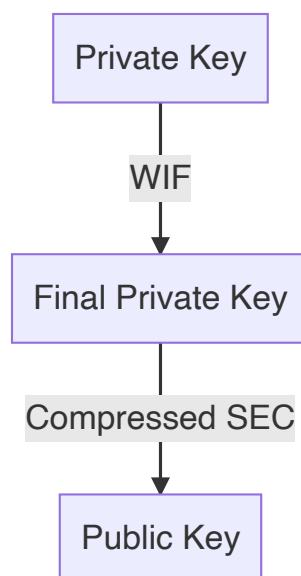 Private Key
WIF
Final Private Key
Compressed SEC
Public Key